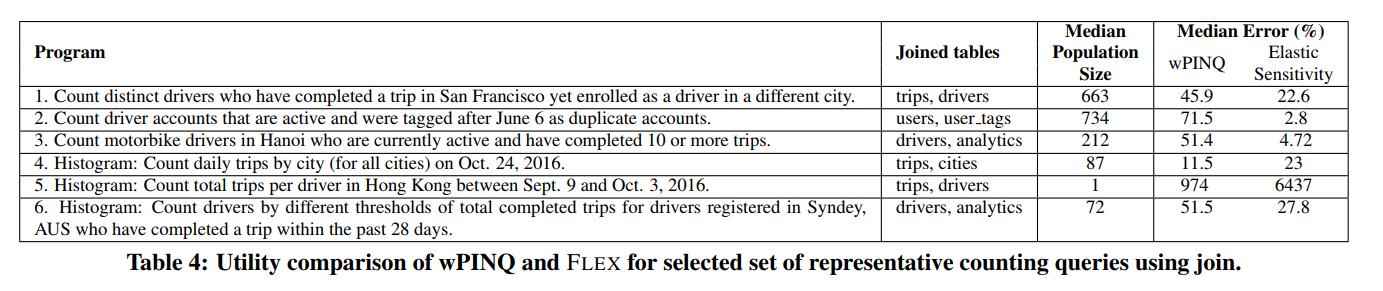 Program Joined tables Median Population Size Median Error (%)
wPINQ Elastic Sensitivity
1. Count distinct drivers who have completed a trip in San Francisco yet enrolled as a driver in a different city. trips, drivers 663 45.9 22.6
2. Count driver accounts that are active and were tagged after June 6 as duplicate accounts. users, user_tags 734 71.5 2.8
3. Count motorbike drivers in Hanoi who are currently active and have completed 10 or more trips. drivers, analytics 212 51.4 4.72
4. Histogram: Count daily trips by city (for all cities) on Oct. 24, 2016. trips, cities 87 11.5 23
5. Histogram: Count total trips per driver in Hong Kong between Sept. 9 and Oct. 3, 2016. trips, drivers 1 974 6437
6. Histogram: Count drivers by different thresholds of total completed trips for drivers registered in Syndey, drivers, analytics 72 51.5 27.8
AUS who have completed a trip within the past 28 days.
Table 4: Utility comparison of wPINQ and FLEX for selected set of representative counting queries using join.